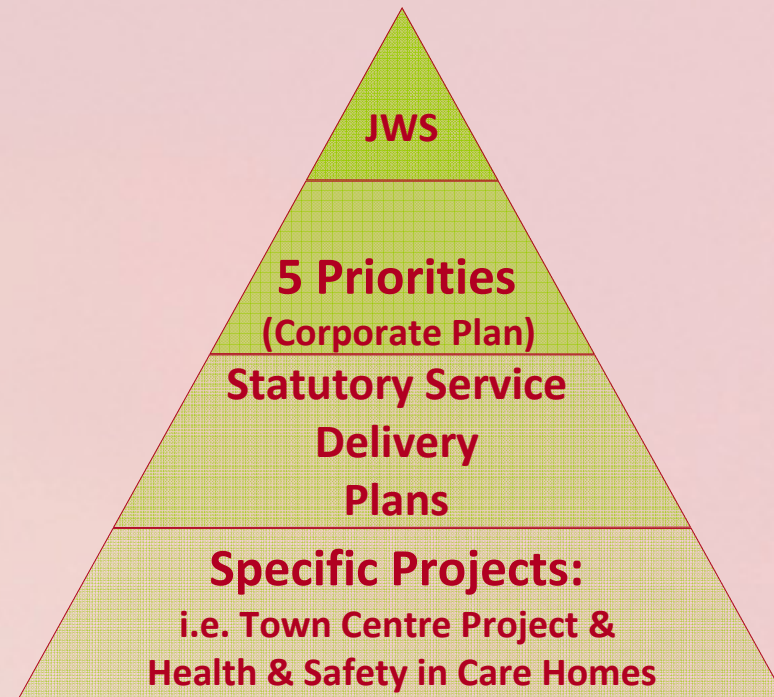 JWS
5 Priorities
(Corporate Plan)
Statutory Service
Delivery
Plans
Specific Projects:
i.e. Town Centre Project &
Health & Safety in Care Homes